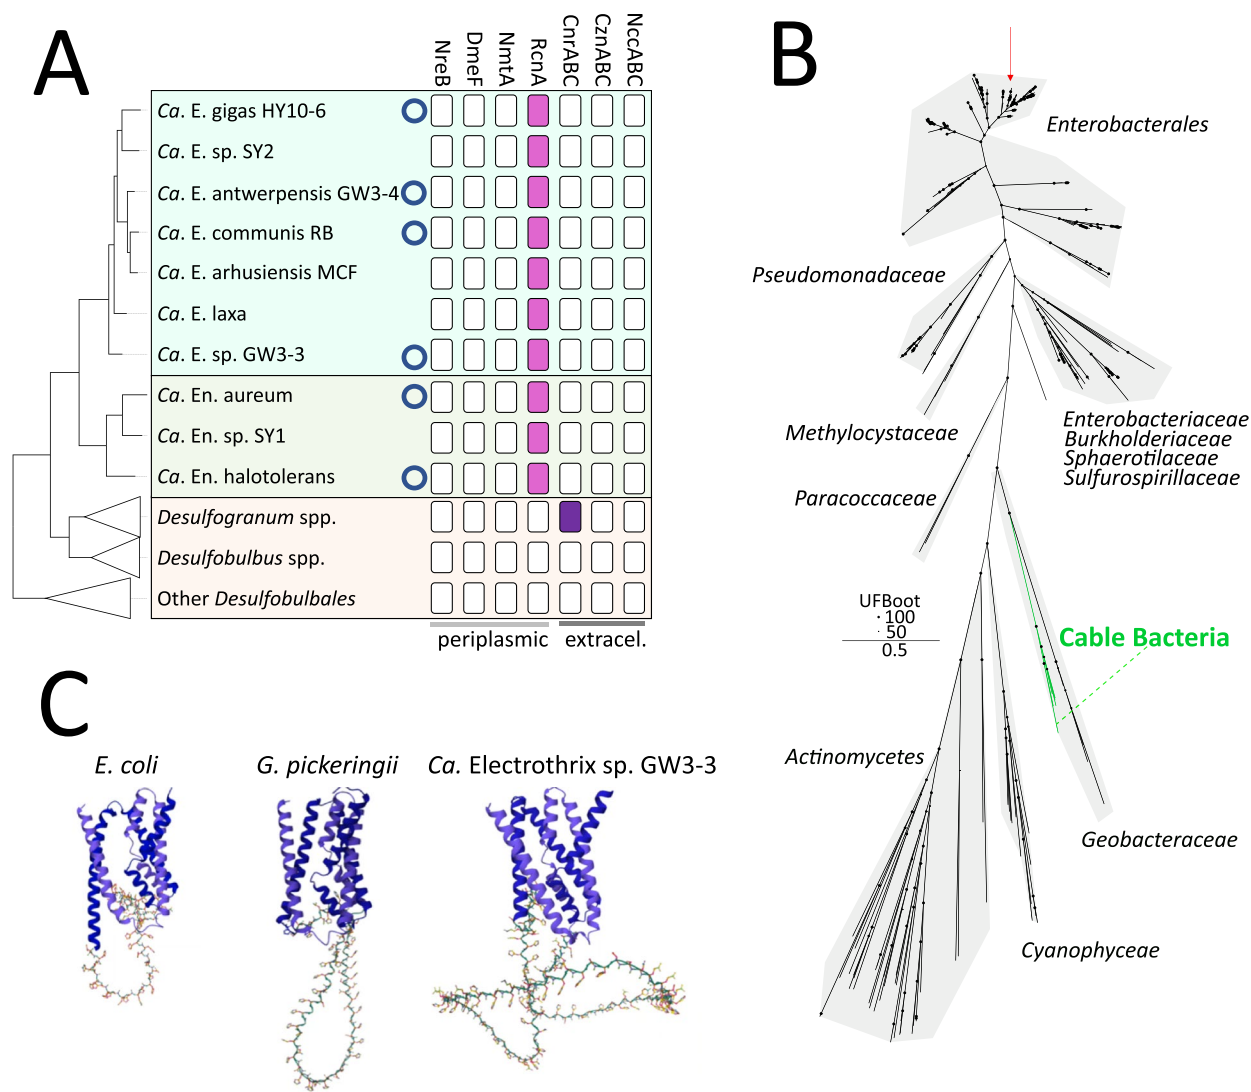 A
NreB
DmeF
NmtA
RcnA
CnrABC
CznABC
NccABC
Ca. E. gigas HY10-6
Ca. E. sp. SY2
Ca. E. antwerpensis GW3-4
Ca. E. communis RB
Ca. E. arhusiensis MCF
Ca. E. laxa
Ca. E. sp. GW3-3
Ca. En. aureum
Ca. En. sp. SY1
Ca. En. halotolerans
Desulfogranum spp.
Desulfobulbus spp.
Other Desulfobulbales
periplasmic
extracel.
B
Enterobacterales
Pseudomonadaceae
Methylocystaceae
Enterobacteriaceae
Burkholderiaceae
Sphaerotilaceae
Sulfurospirillaceae
Paracoccaceae
UFBoot
100
50
0.5
Cable Bacteria
Actinomycetes
Geobacteraceae
Cyanophyceae
C
E. coli
G. pickeringii
Ca. Electrothrix sp. GW3-3